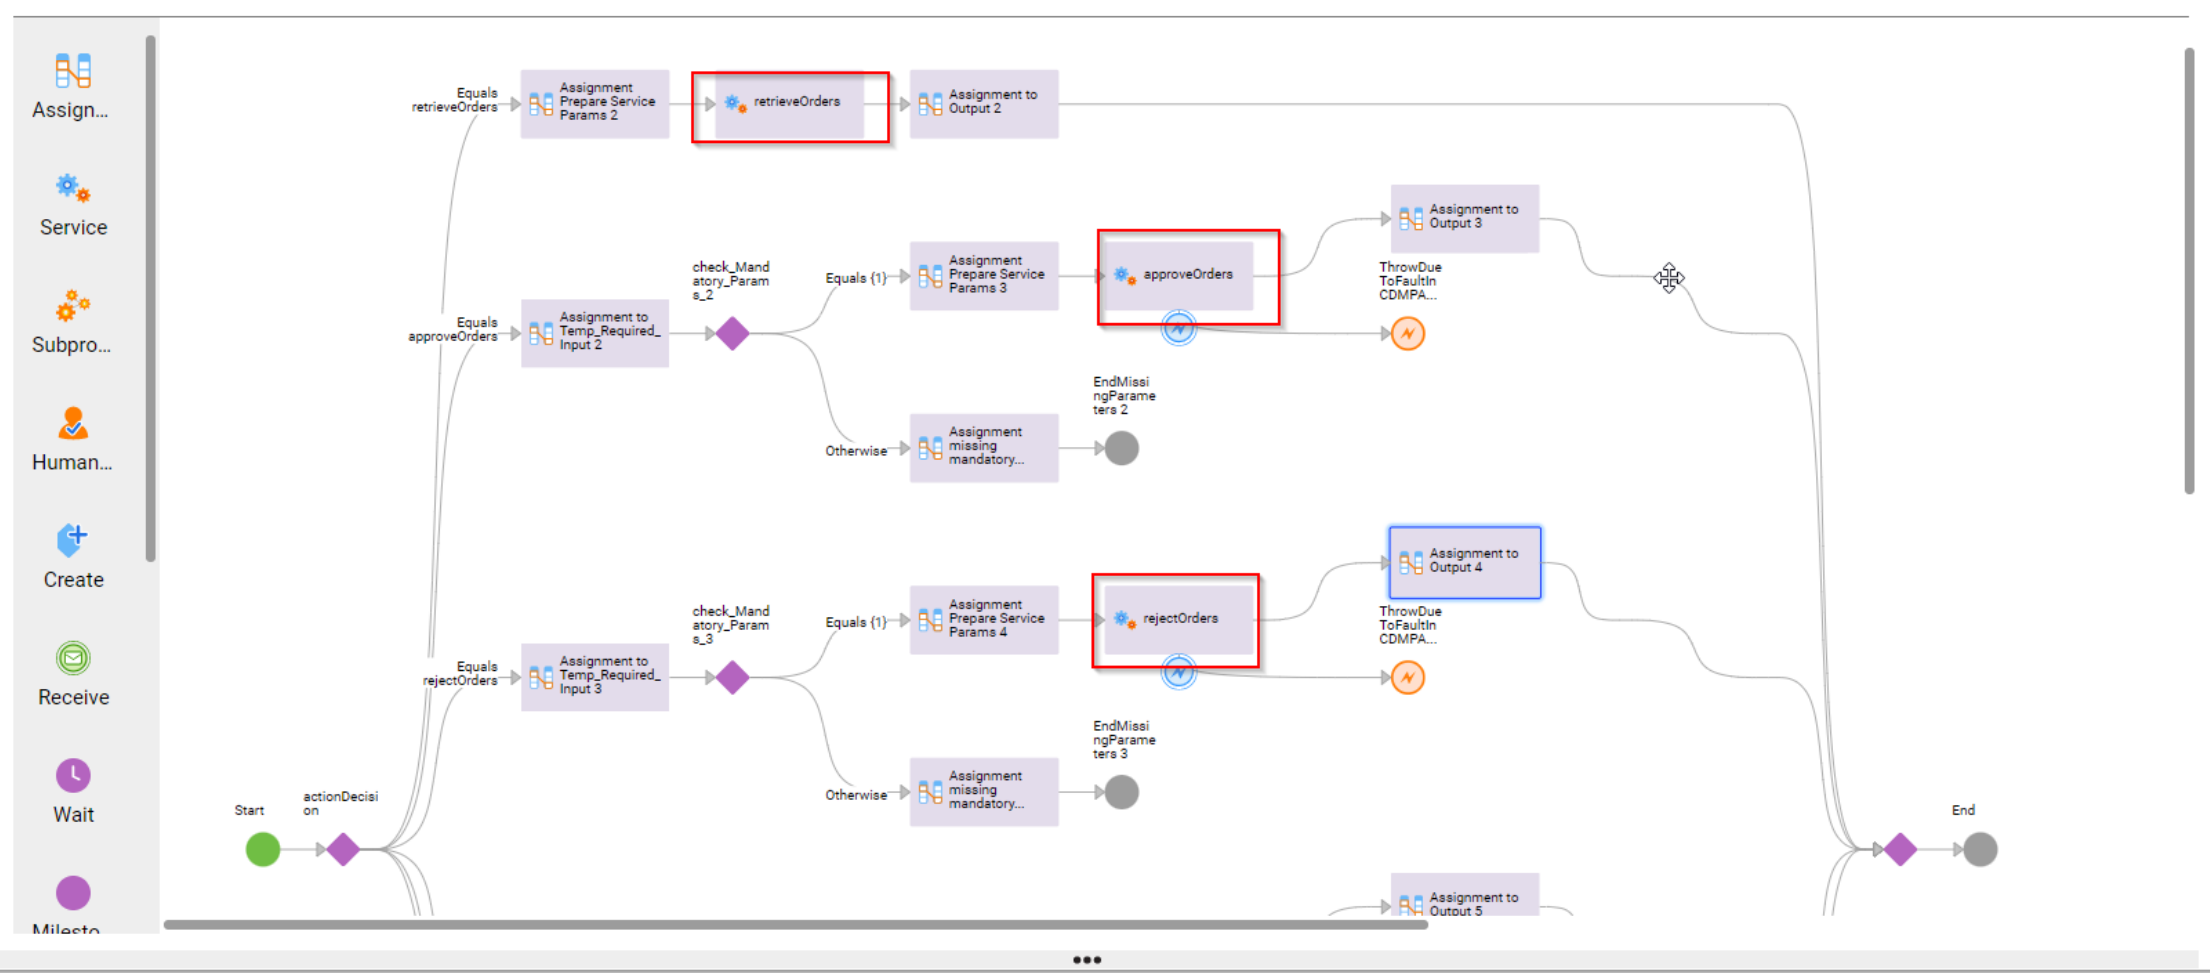 Assign...
Service
Subpro...
Human...
Create
Receive
Wait
Milesto
Equals
retrieveOrders
Assignment
Prepare Service
Params 2
retrieveOrders
Assignment to
Output 2
Equals
approveOrders
Assignment to
Temp_Required_
Input 2
check_Mand
atory_Param
s_2
Equals {1}
Assignment
Prepare Service
Params 3
approveOrders
Assignment to
Output 3
ThrowDue
ToFaultIn
CDMPA...
Otherwise
Assignment
missing
mandatory...
EndMissi
ngParame
ters 2
Equals
rejectOrders
Assignment to
Temp_Required_
Input 3
check_Mand
atory_Param
s_3
Equals {1}
Assignment
Prepare Service
Params 4
rejectOrders
Assignment to
Output 4
ThrowDue
ToFaultIn
CDMPA...
Otherwise
Assignment
missing
mandatory...
EndMissi
ngParame
ters 3
Start
actionDecisi
on
End
Assignment to
Output 5